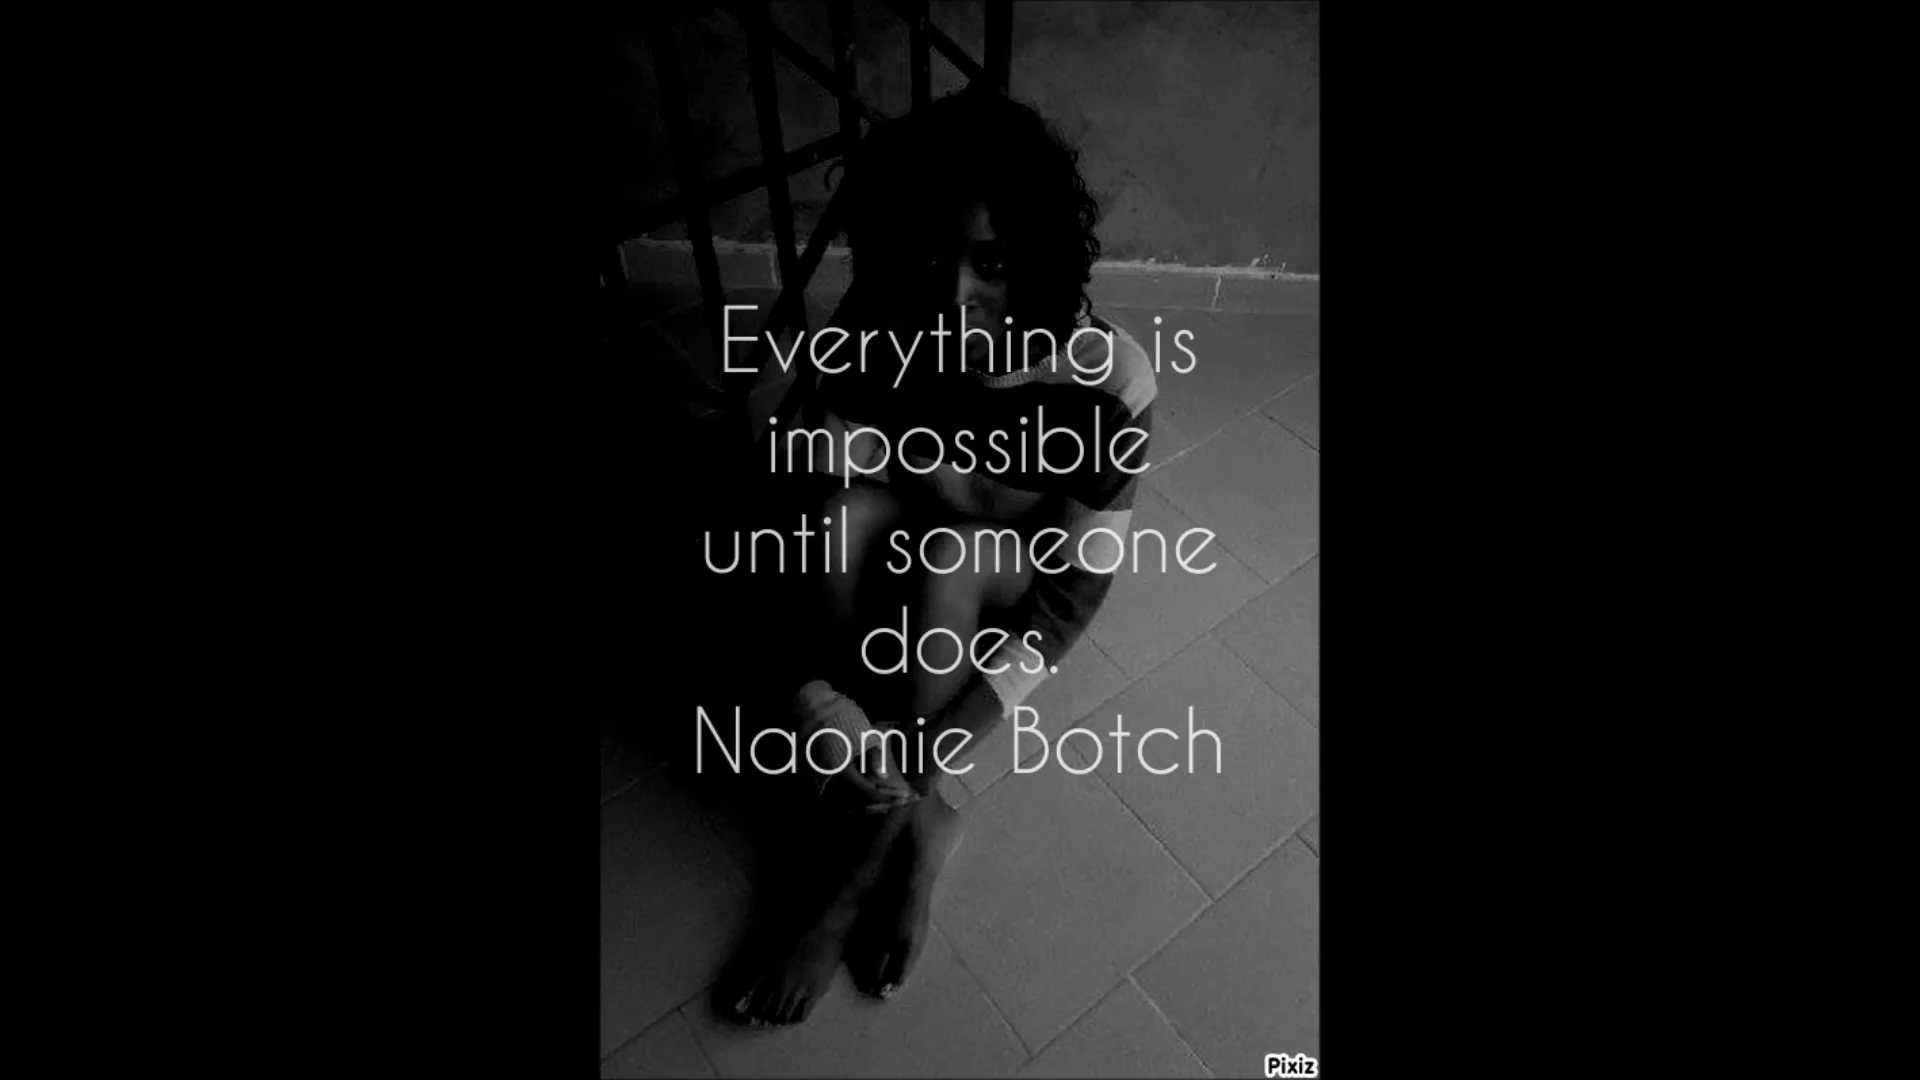 Everything is
impossible
until someone
does.
Naomie Botch
Pixiz